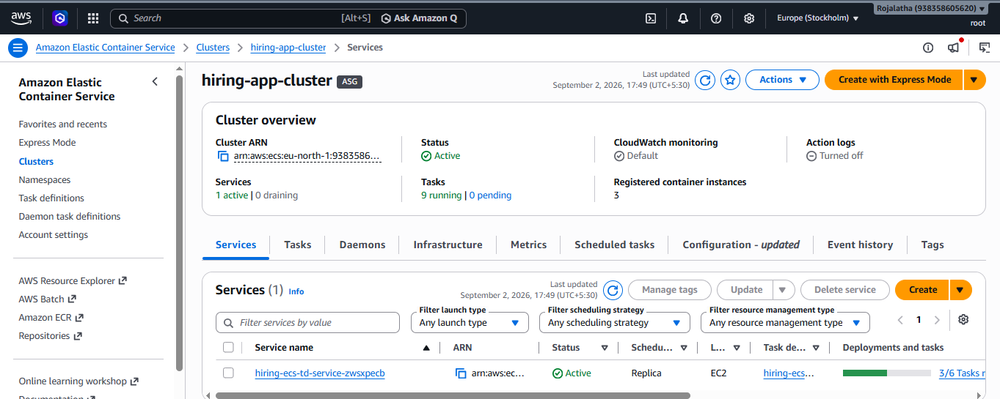 aws
Search [Alt+S] Ask Amazon Q Europe (Stockholm) Rojalatha (938358605620)
root
Amazon Elastic Container Service Clusters hiring-app-cluster Services
Amazon Elastic
Container Service
Favorites and recents
Express Mode
Clusters
Namespaces
Task definitions
Daemon task definitions
Account settings
AWS Resource Explorer
AWS Batch
Amazon ECR
Repositories
Online learning workshop
Documentation
hiring-app-cluster ASG
Last updated
September 2, 2026, 17:49 (UTC+5:30)
Actions
Create with Express Mode
Cluster overview
Cluster ARN
arn:aws:ecs:eu-north-1:9383586...
Status
Active
CloudWatch monitoring
Default
Action logs
Turned off
Services
1 active | 0 draining
Tasks
9 running | 0 pending
Registered container instances
3
Services Tasks Daemons Infrastructure Metrics Scheduled tasks Configuration - updated Event history Tags
Services (1) Info
Last updated
September 2, 2026, 17:49 (UTC+5:30)
Manage tags Update Delete service Create
Filter services by value
Filter launch type
Any launch type
Filter scheduling strategy
Any scheduling strategy
Filter resource management type
Any resource management type
1
Service name ARN Status Schedu... L... Task de... Deployments and tasks
hiring-ecs-td-service-zwsxpecb arn:aws:ec... Active Replica EC2 hiring-ecs... 3/6 Tasks